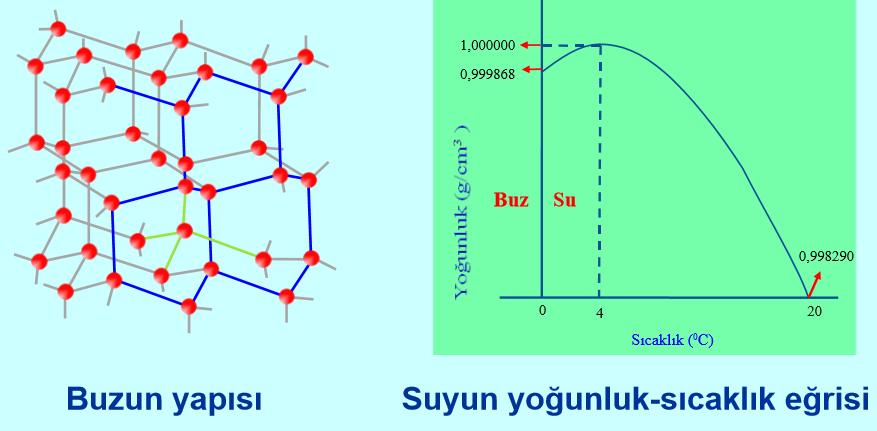 1,000000
0,999868
Yoğunluk (g/cm³ )
Buz
Su
0,998290
0
4
20
Sıcaklık (⁰C)
Buzun yapısı
Suyun yoğunluk-sıcaklık eğrisi